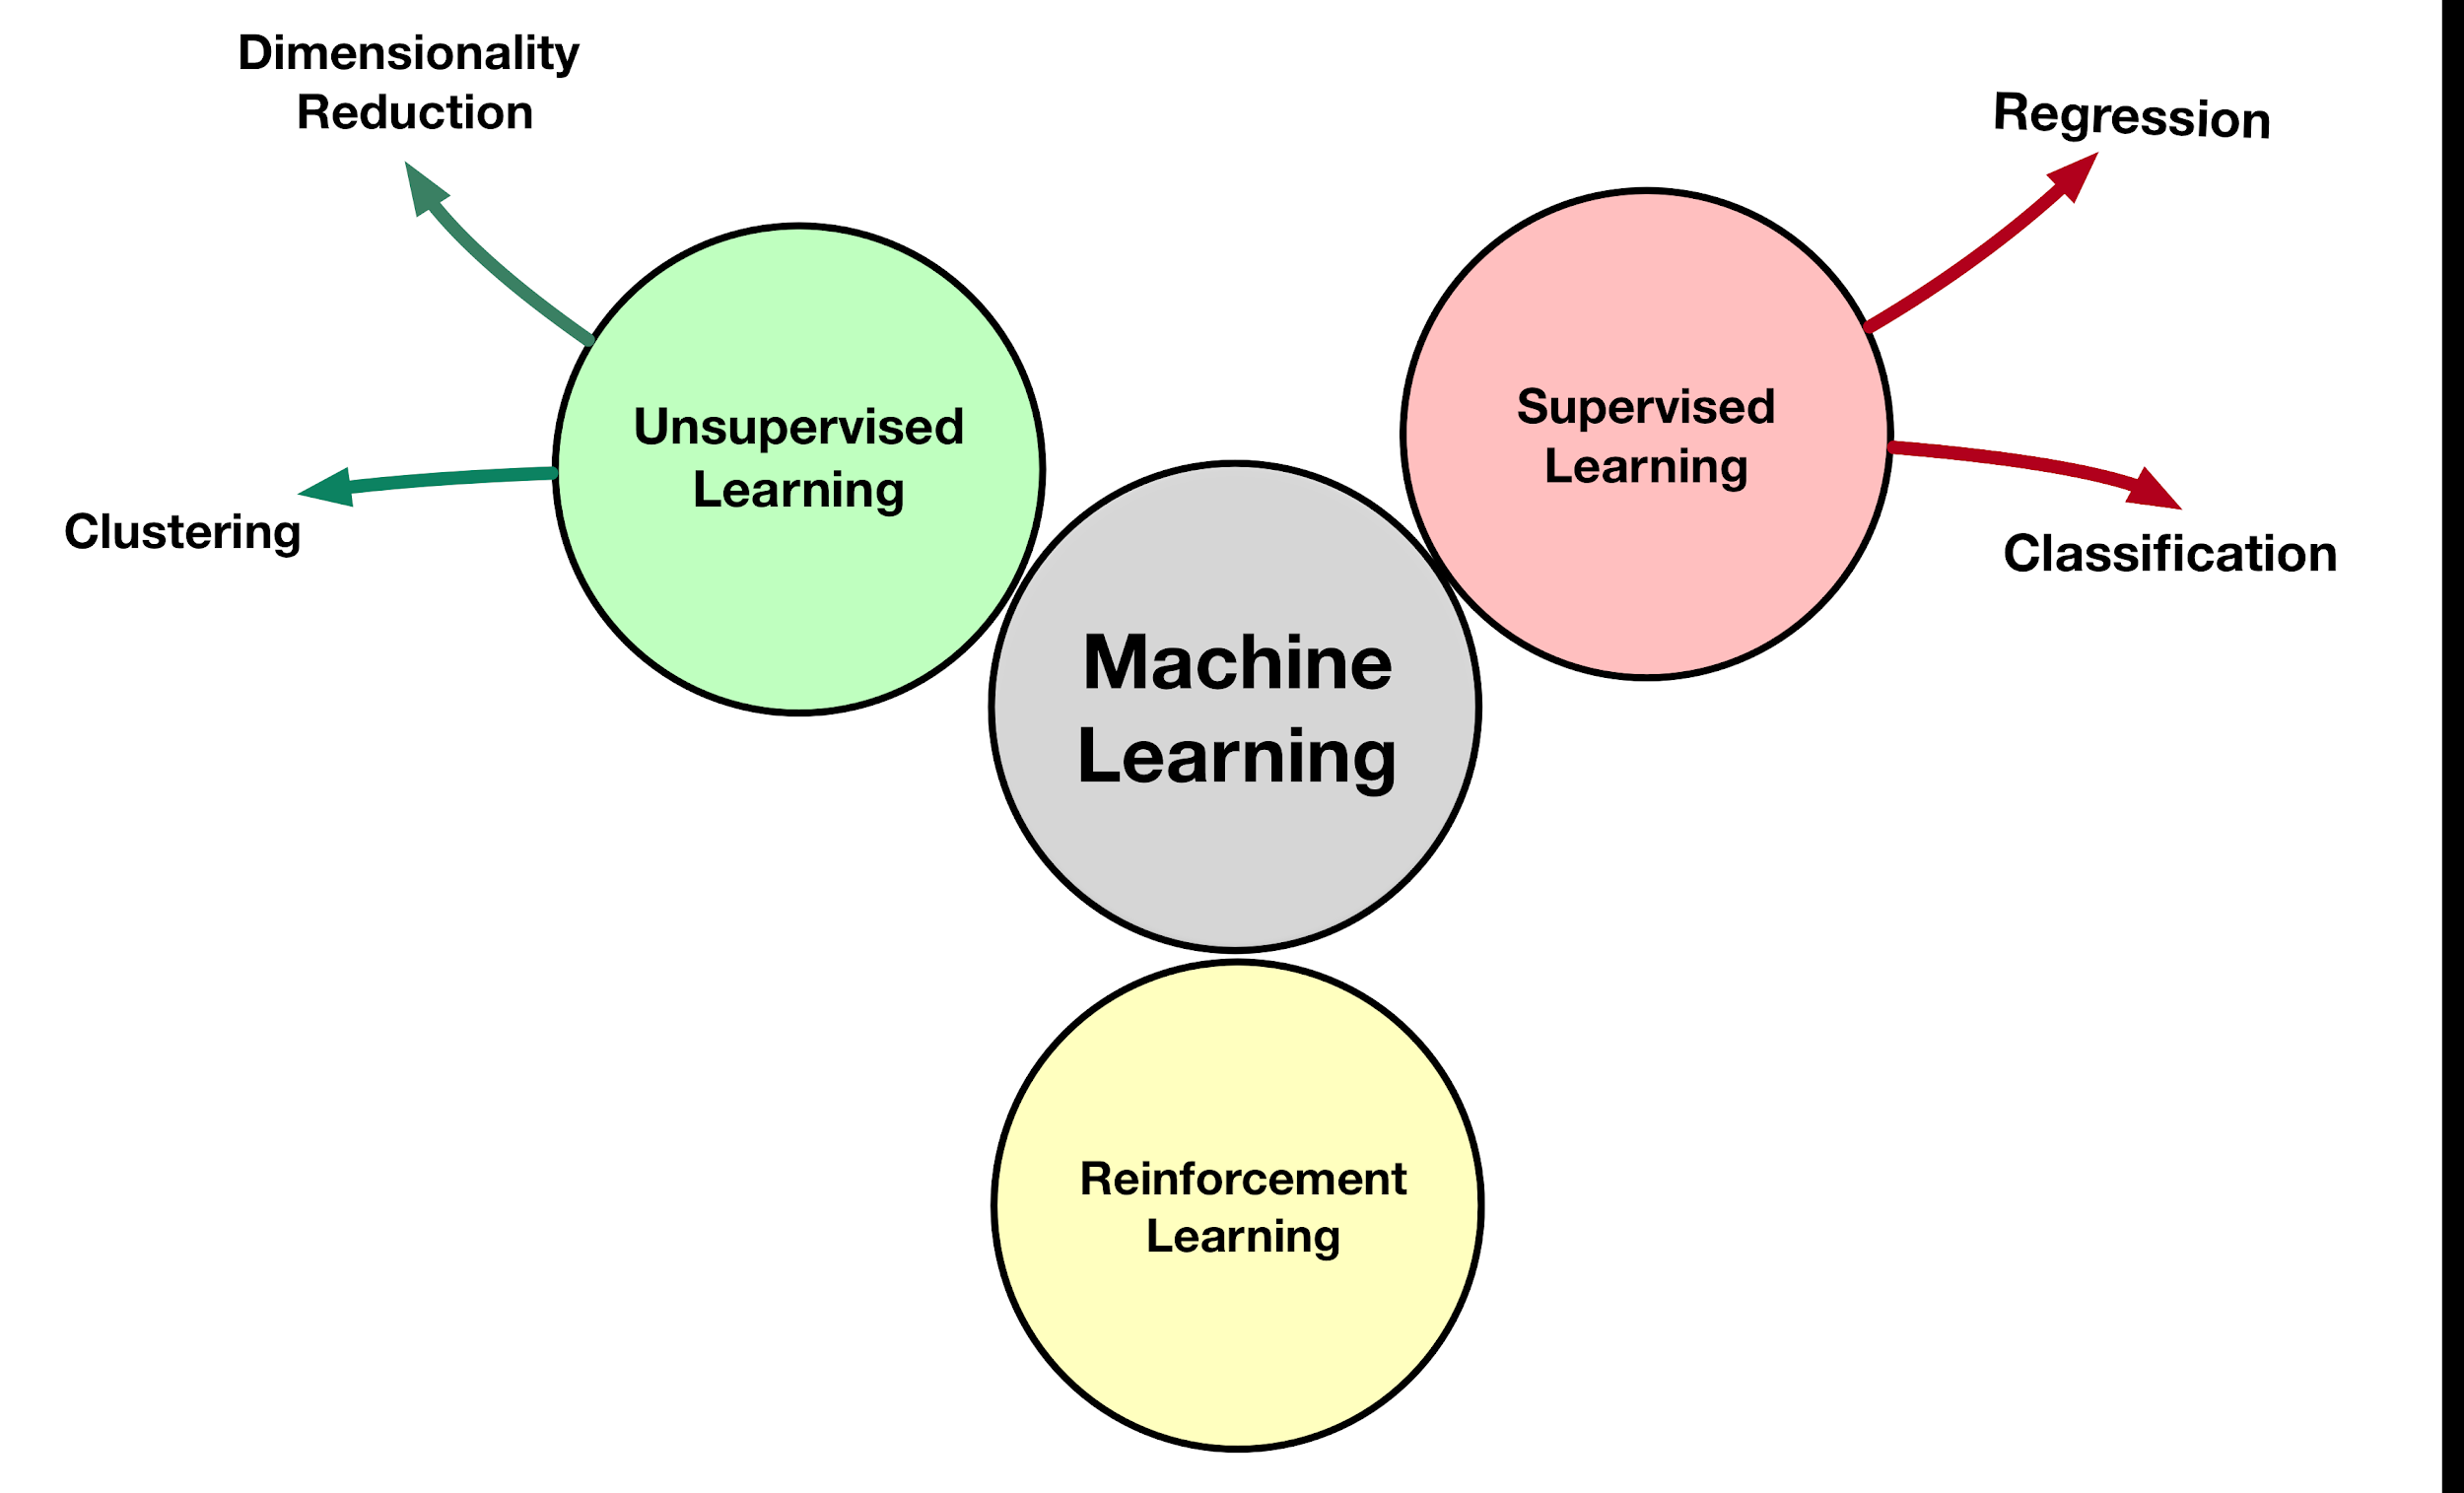 Dimensionality
Reduction
Regression
Unsupervised
Learning
Supervised
Learning
Clustering
Classification
Machine
Learning
Reinforcement
Learning